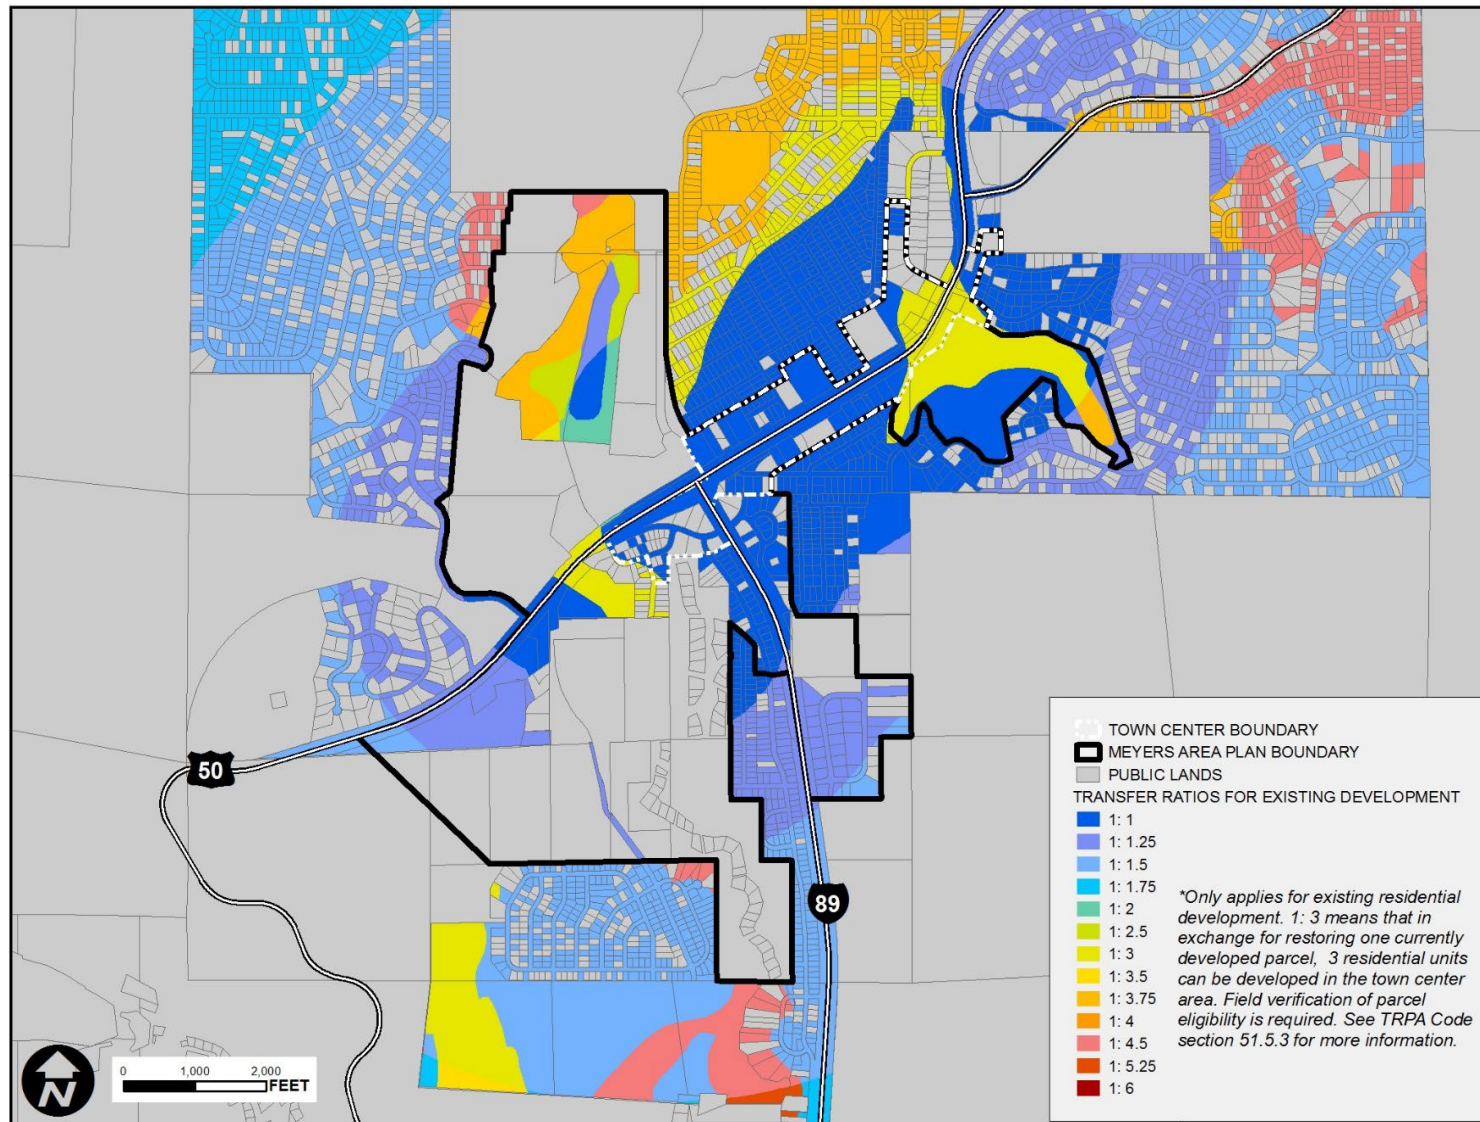 50
89
N
0 1,000 2,000
FEET
TOWN CENTER BOUNDARY
MEYERS AREA PLAN BOUNDARY
PUBLIC LANDS
TRANSFER RATIOS FOR EXISTING DEVELOPMENT
1: 1
1: 1.25
1: 1.5
1: 1.75
1: 2
1: 2.5
1: 3
1: 3.5
1: 3.75
1: 4
1: 4.5
1: 5.25
1: 6
*Only applies for existing residential
development. 1: 3 means that in
exchange for restoring one currently
developed parcel, 3 residential units
can be developed in the town center
area. Field verification of parcel
eligibility is required. See TRPA Code
section 51.5.3 for more information.